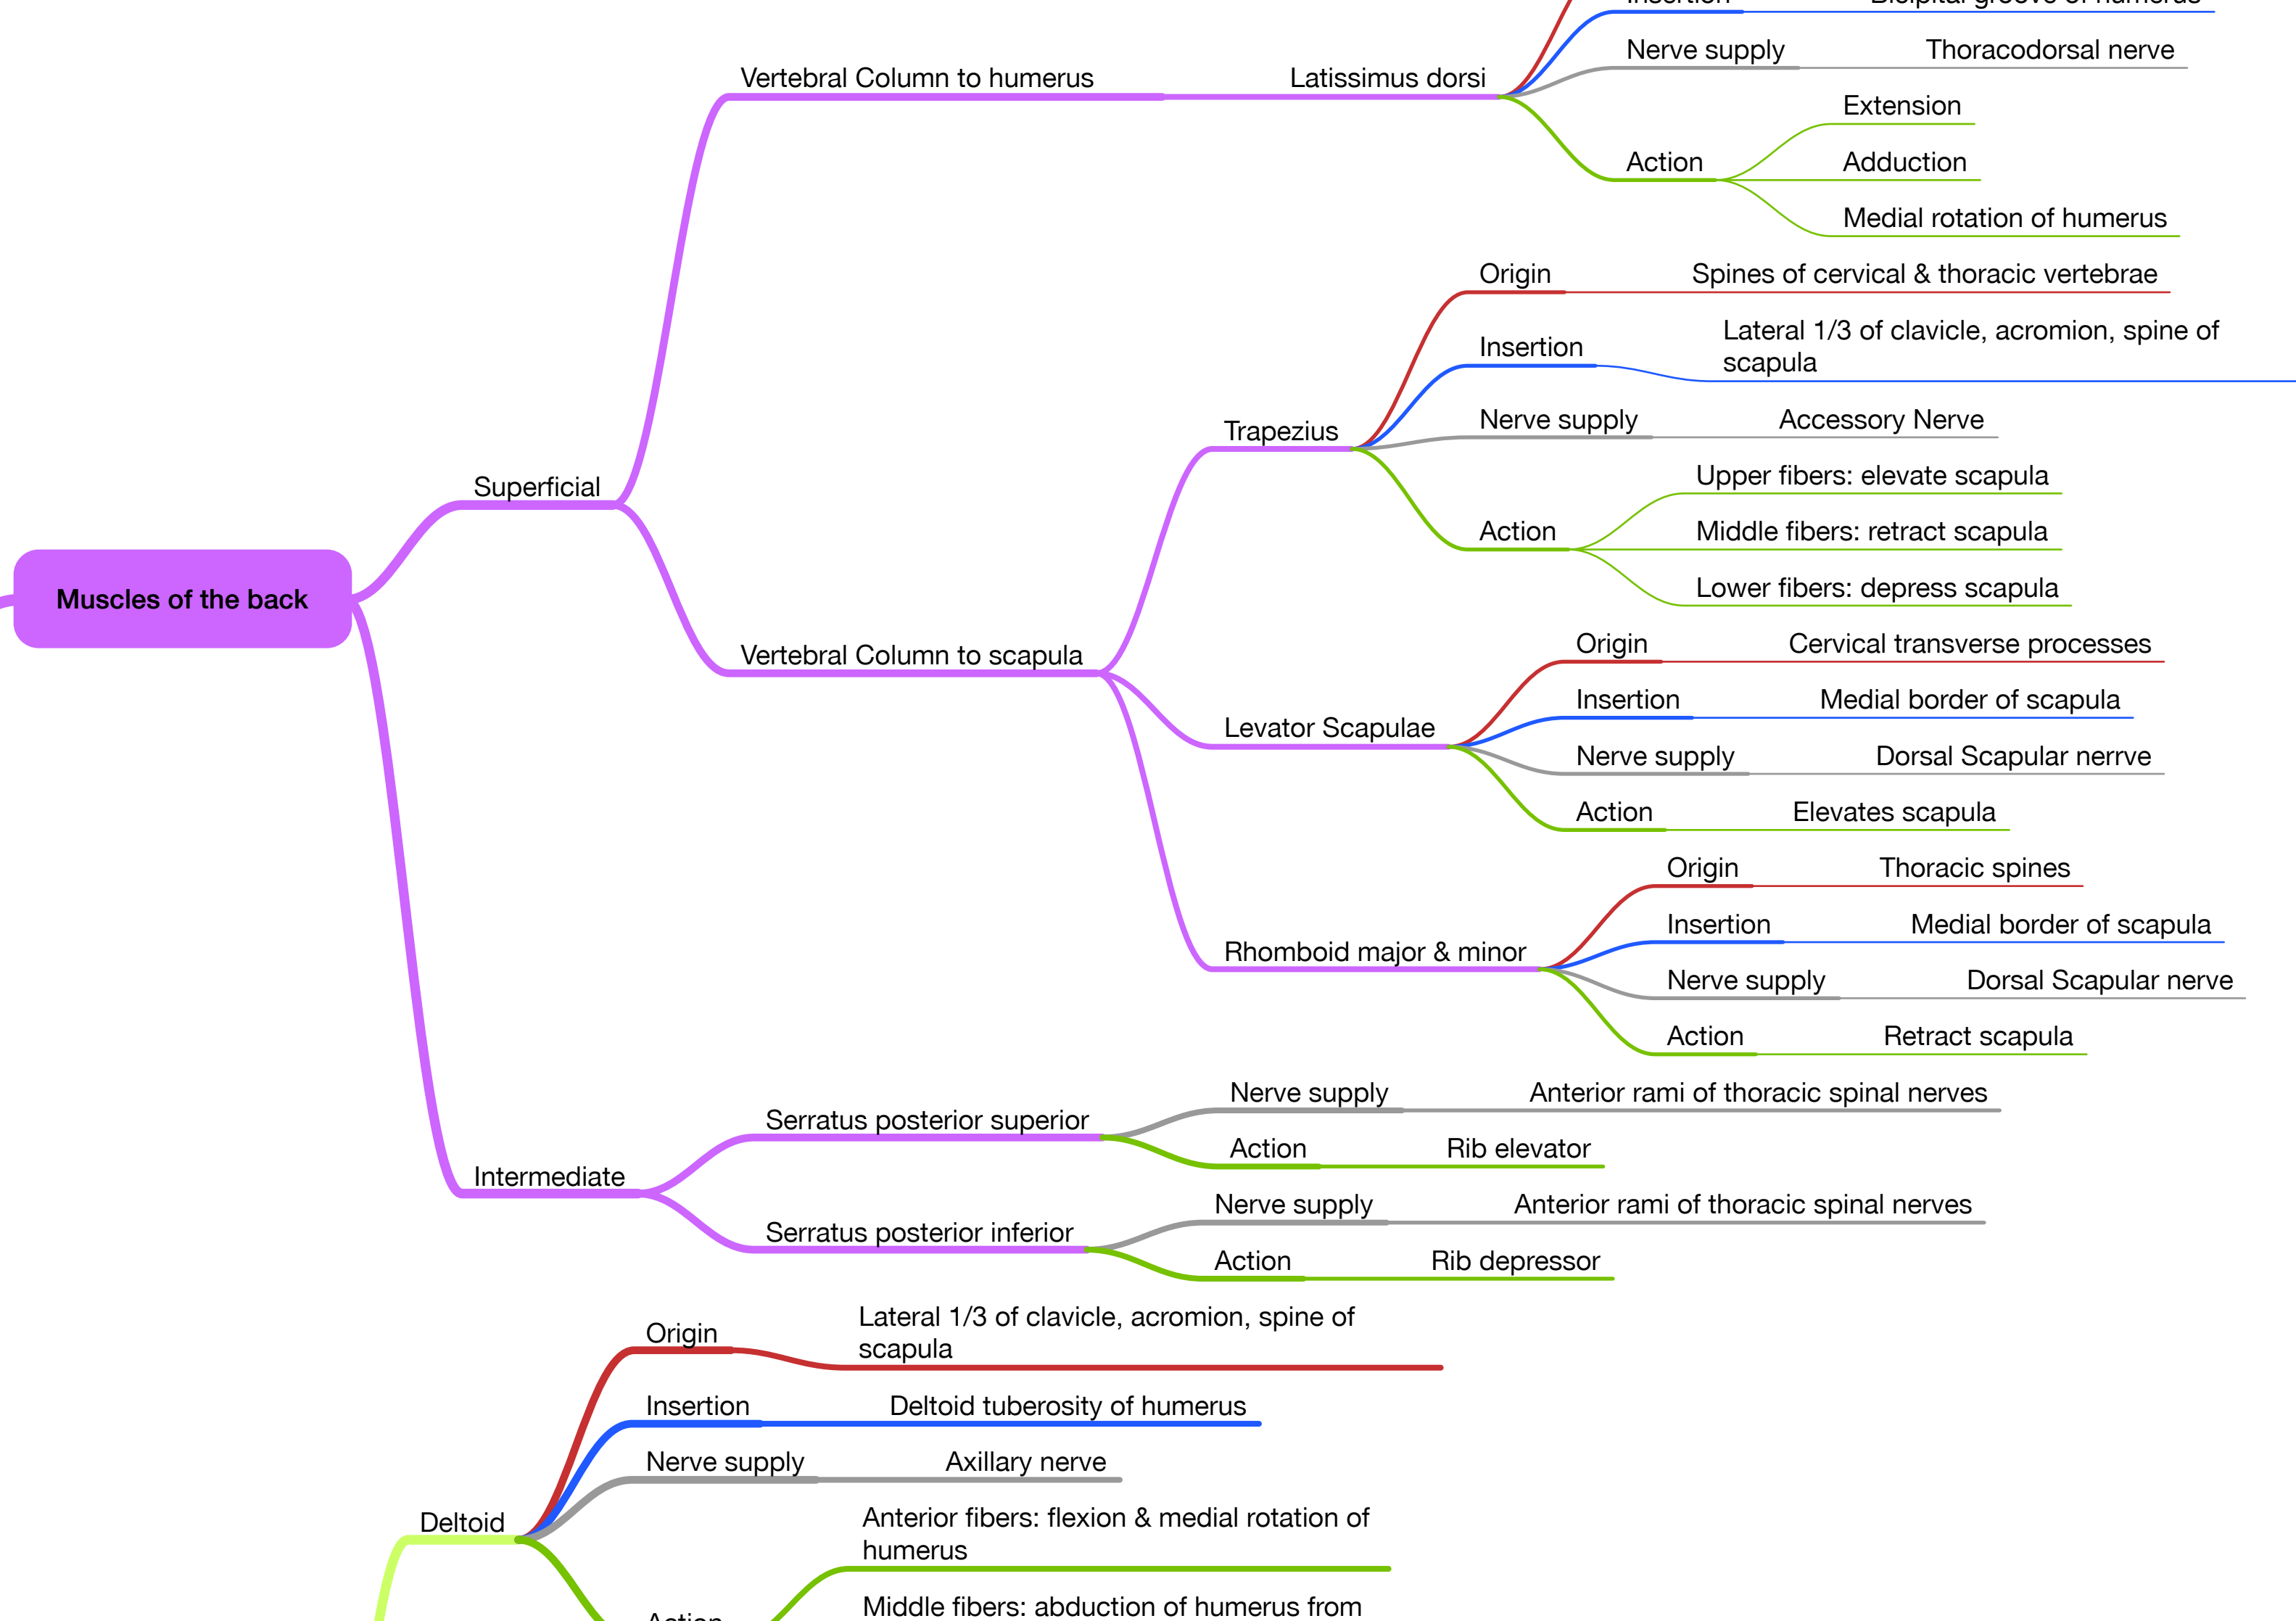 Insertion
Bicipital groove of humerus
Nerve supply
Thoracodorsal nerve
Vertebral Column to humerus
Latissimus dorsi
Extension
Action
Adduction
Medial rotation of humerus
Origin
Spines of cervical & thoracic vertebrae
Insertion
Lateral 1/3 of clavicle, acromion, spine of
scapula
Trapezius
Nerve supply
Accessory Nerve
Upper fibers: elevate scapula
Action
Middle fibers: retract scapula
Lower fibers: depress scapula
Superficial
Muscles of the back
Vertebral Column to scapula
Origin
Cervical transverse processes
Insertion
Medial border of scapula
Levator Scapulae
Nerve supply
Dorsal Scapular nerrve
Action
Elevates scapula
Origin
Thoracic spines
Insertion
Medial border of scapula
Rhomboid major & minor
Nerve supply
Dorsal Scapular nerve
Action
Retract scapula
Intermediate
Serratus posterior superior
Nerve supply
Anterior rami of thoracic spinal nerves
Action
Rib elevator
Serratus posterior inferior
Nerve supply
Anterior rami of thoracic spinal nerves
Action
Rib depressor
Origin
Lateral 1/3 of clavicle, acromion, spine of
scapula
Insertion
Deltoid tuberosity of humerus
Nerve supply
Axillary nerve
Deltoid
Anterior fibers: flexion & medial rotation of
humerus
Action
Middle fibers: abduction of humerus from